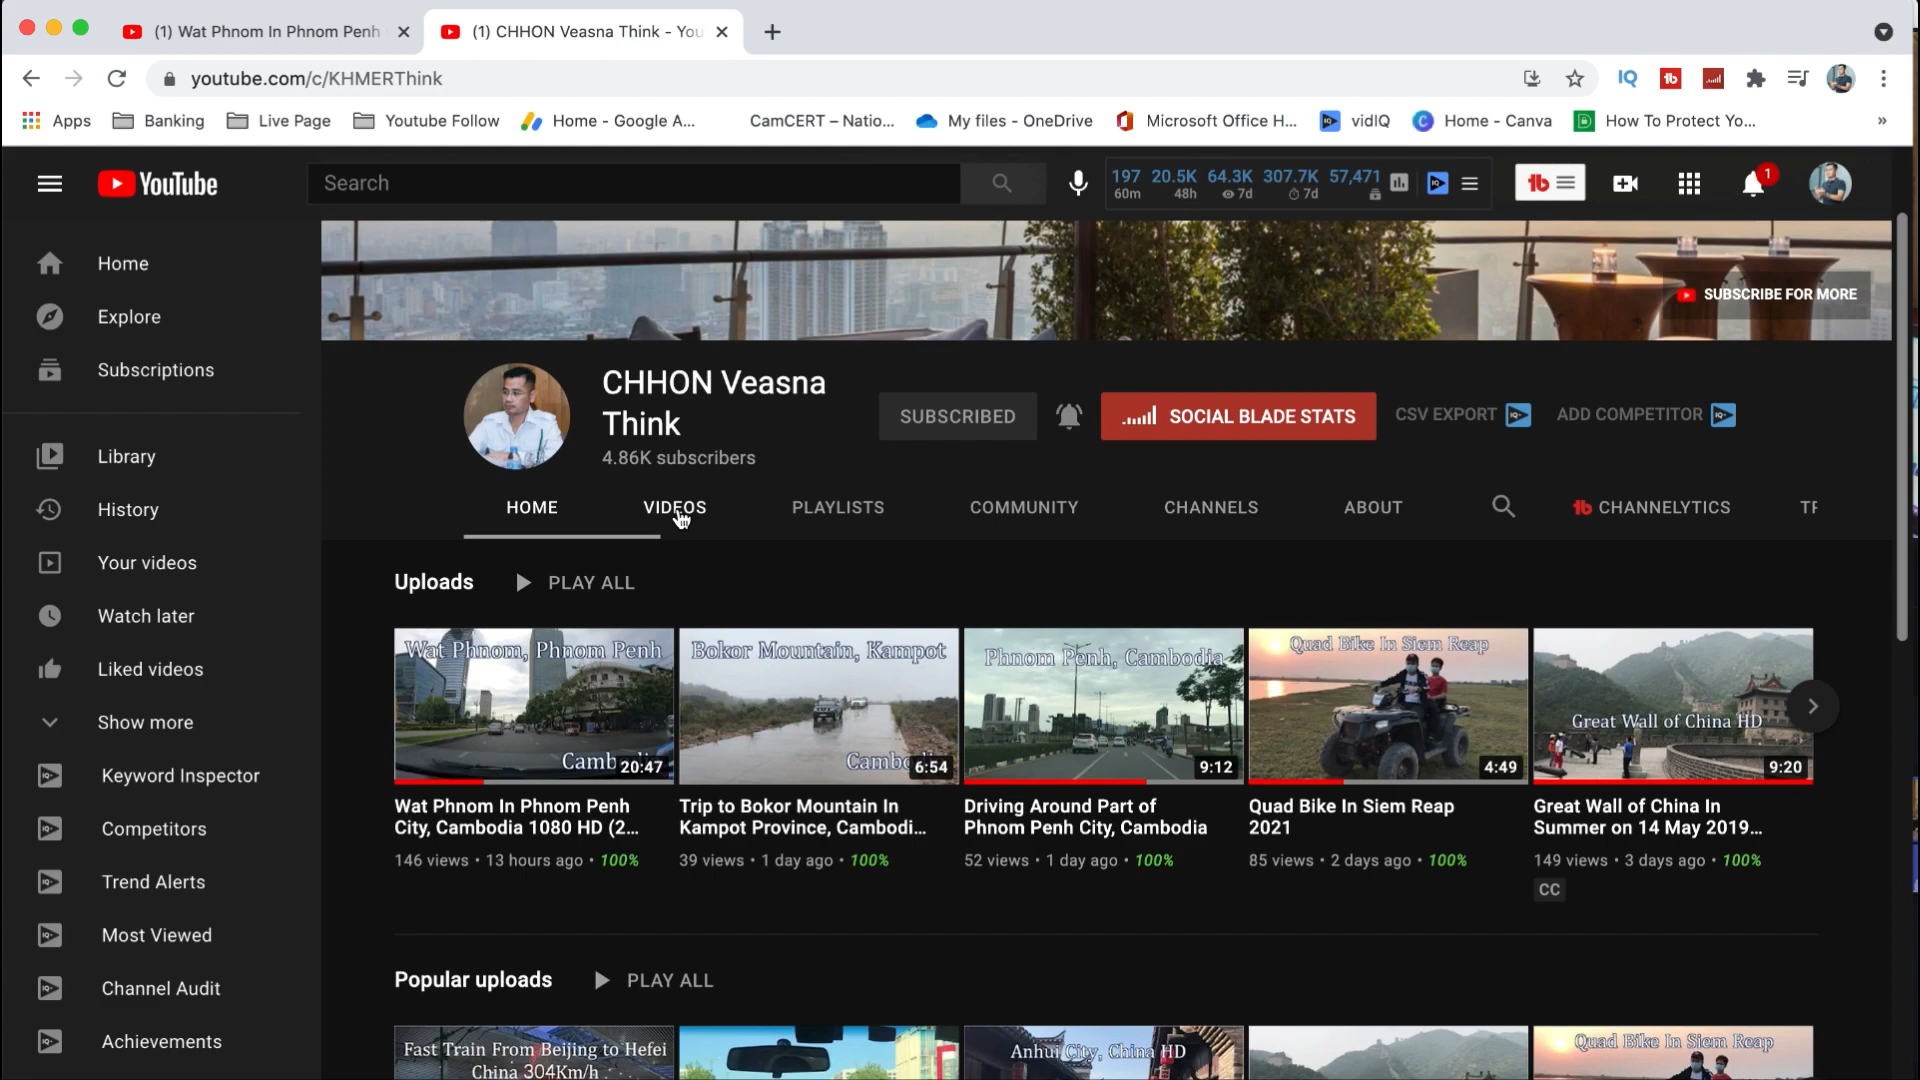 (1) Wat Phnom In Phnom Penh
(1) CHHON Veasna Think - You
youtube.com/c/KHMERThink
Apps
Banking
Live Page
Youtube Follow
Home - Google A...
CamCERT – Natio...
My files - OneDrive
Microsoft Office H...
vidIQ
Home - Canva
How To Protect Yo...
»
YouTube
Search
197 20.5K 64.3K 307.7K 57,471
60m 48h 7d 7d
1
Home
Explore
Subscriptions
Library
History
Your videos
Watch later
Liked videos
Show more
Keyword Inspector
Competitors
Trend Alerts
Most Viewed
Channel Audit
Achievements
SUBSCRIBE FOR MORE
CHHON Veasna
Think
4.86K subscribers
SUBSCRIBED
SOCIAL BLADE STATS
CSV EXPORT
ADD COMPETITOR
HOME
VIDEOS
PLAYLISTS
COMMUNITY
CHANNELS
ABOUT
CHANNELYTICS
Uploads
PLAY ALL
Wat Phnom, Phnom Penh
Camb
20:47
Wat Phnom In Phnom Penh
City, Cambodia 1080 HD (2...
146 views • 13 hours ago • 100%
Bokor Mountain, Kampot
Cambo
6:54
Trip to Bokor Mountain In
Kampot Province, Cambodi...
39 views • 1 day ago • 100%
Phnom Penh, Cambodia
9:12
Driving Around Part of
Phnom Penh City, Cambodia
52 views • 1 day ago • 100%
Quad Bike In Siem Reap
4:49
Quad Bike In Siem Reap
2021
85 views • 2 days ago • 100%
Great Wall of China HD
9:20
Great Wall of China In
Summer on 14 May 2019...
149 views • 3 days ago • 100%
CC
Popular uploads
PLAY ALL
Fast Train From Beijing to Hefei
China 304Km/h
Anhui City, China HD
Quad Bike In Siem Reap